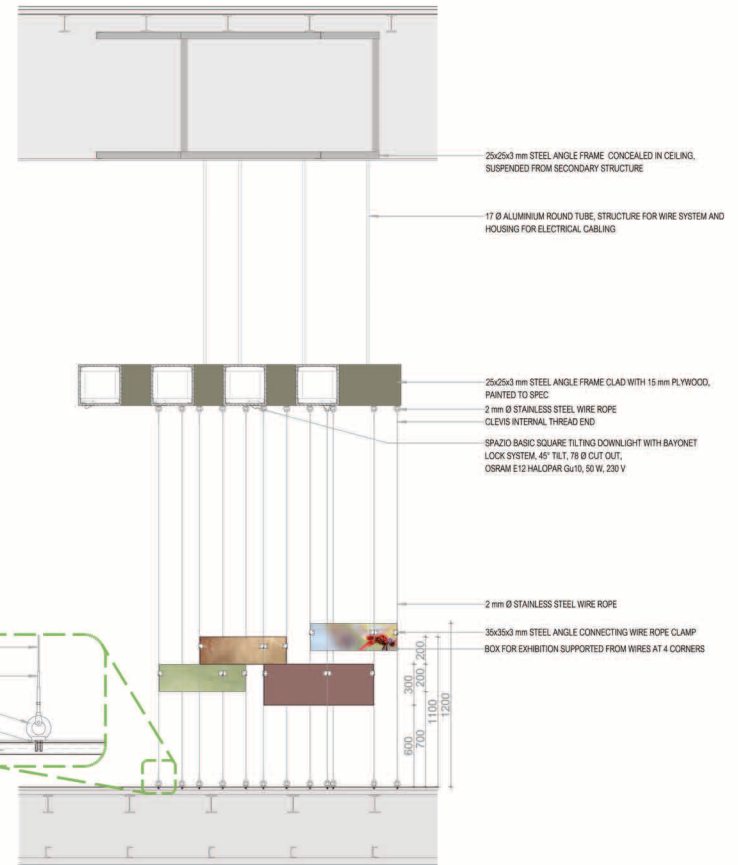 25x25x3 mm STEEL ANGLE FRAME CONCEALED IN CEILING,
SUSPENDED FROM SECONDARY STRUCTURE
17 Ø ALUMINIUM ROUND TUBE, STRUCTURE FOR WIRE SYSTEM AND
HOUSING FOR ELECTRICAL CABLING
25x25x3 mm STEEL ANGLE FRAME CLAD WITH 15 mm PLYWOOD,
PAINTED TO SPEC
2 mm Ø STAINLESS STEEL WIRE ROPE
CLEVIS INTERNAL THREAD END
SPAZIO BASIC SQUARE TILTING DOWNLIGHT WITH BAYONET
LOCK SYSTEM, 45° TILT, 78 Ø CUT OUT,
OSRAM E12 HALOPAR Gu10, 50 W, 230 V
2 mm Ø STAINLESS STEEL WIRE ROPE
35x35x3 mm STEEL ANGLE CONNECTING WIRE ROPE CLAMP
BOX FOR EXHIBITION SUPPORTED FROM WIRES AT 4 CORNERS
600
300
700
200
200
1100
1200